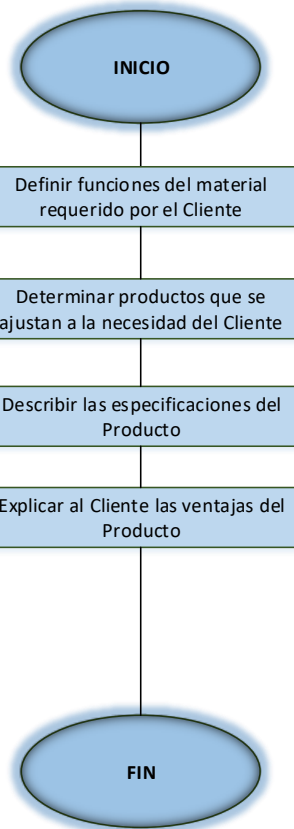 INICIO
Definir funciones del material
requerido por el Cliente
Determinar productos que se
ajustan a la necesidad del Cliente
Describir las especificaciones del
Producto
Explicar al Cliente las ventajas del
Producto
FIN